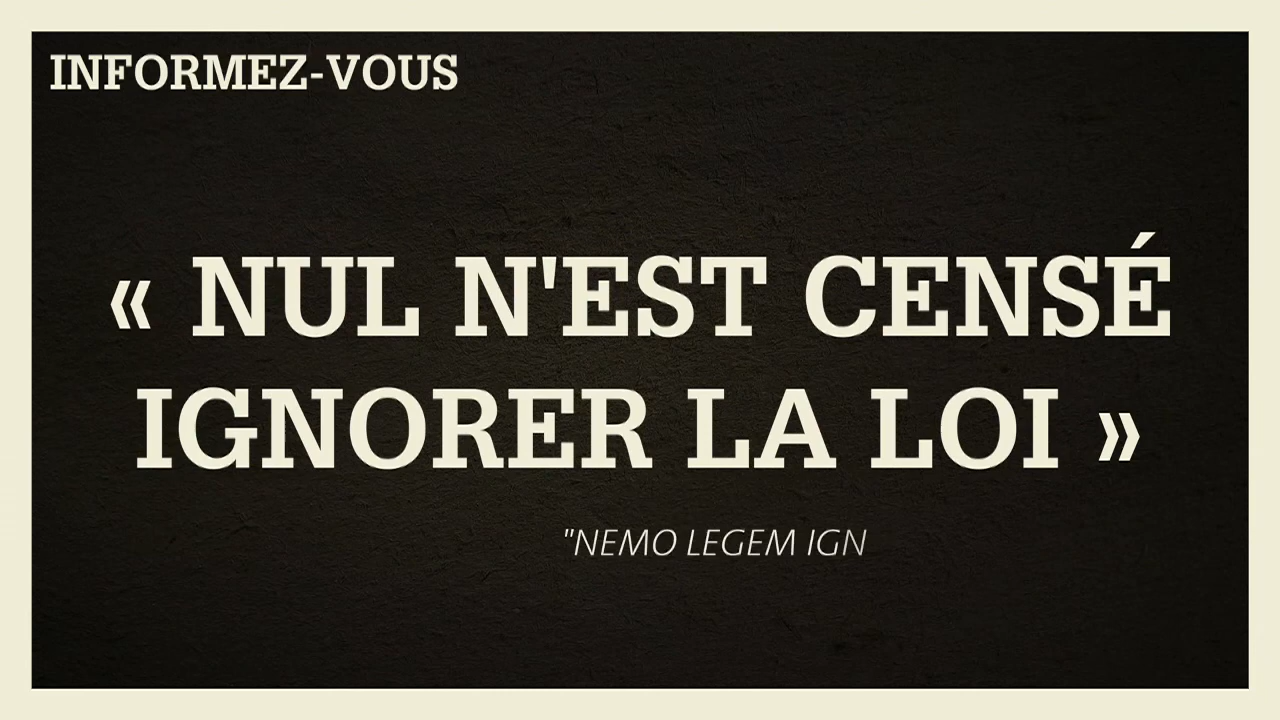 INFORMEZ-VOUS
« NUL N'EST CENSÉ
IGNORER LA LOI »
"NEMO LEGEM IGN